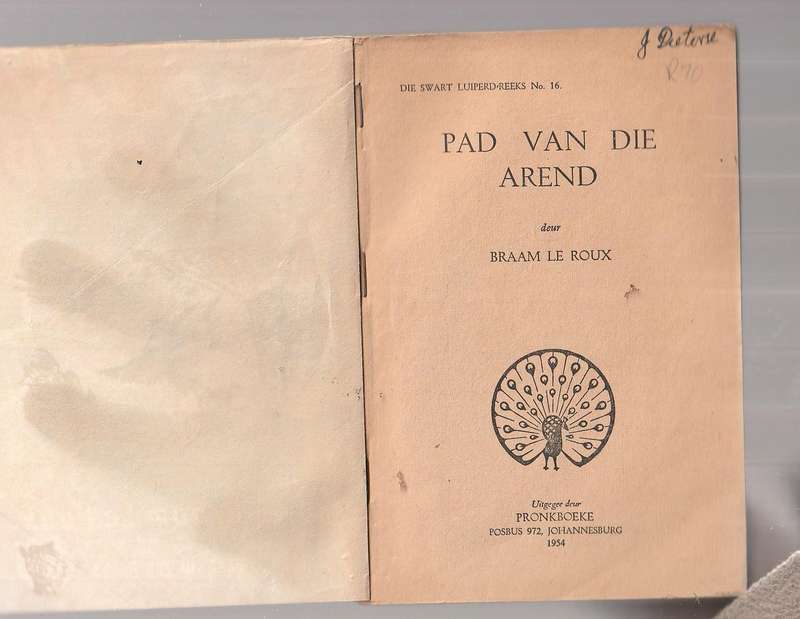 J Pieterse
R70
DIE SWART LUIPERD-REEKS No. 16.
PAD VAN DIE
AREND
deur
BRAAM LE ROUX
Uitgegee deur
PRONKBOEKE
POSBUS 972, JOHANNESBURG
1954